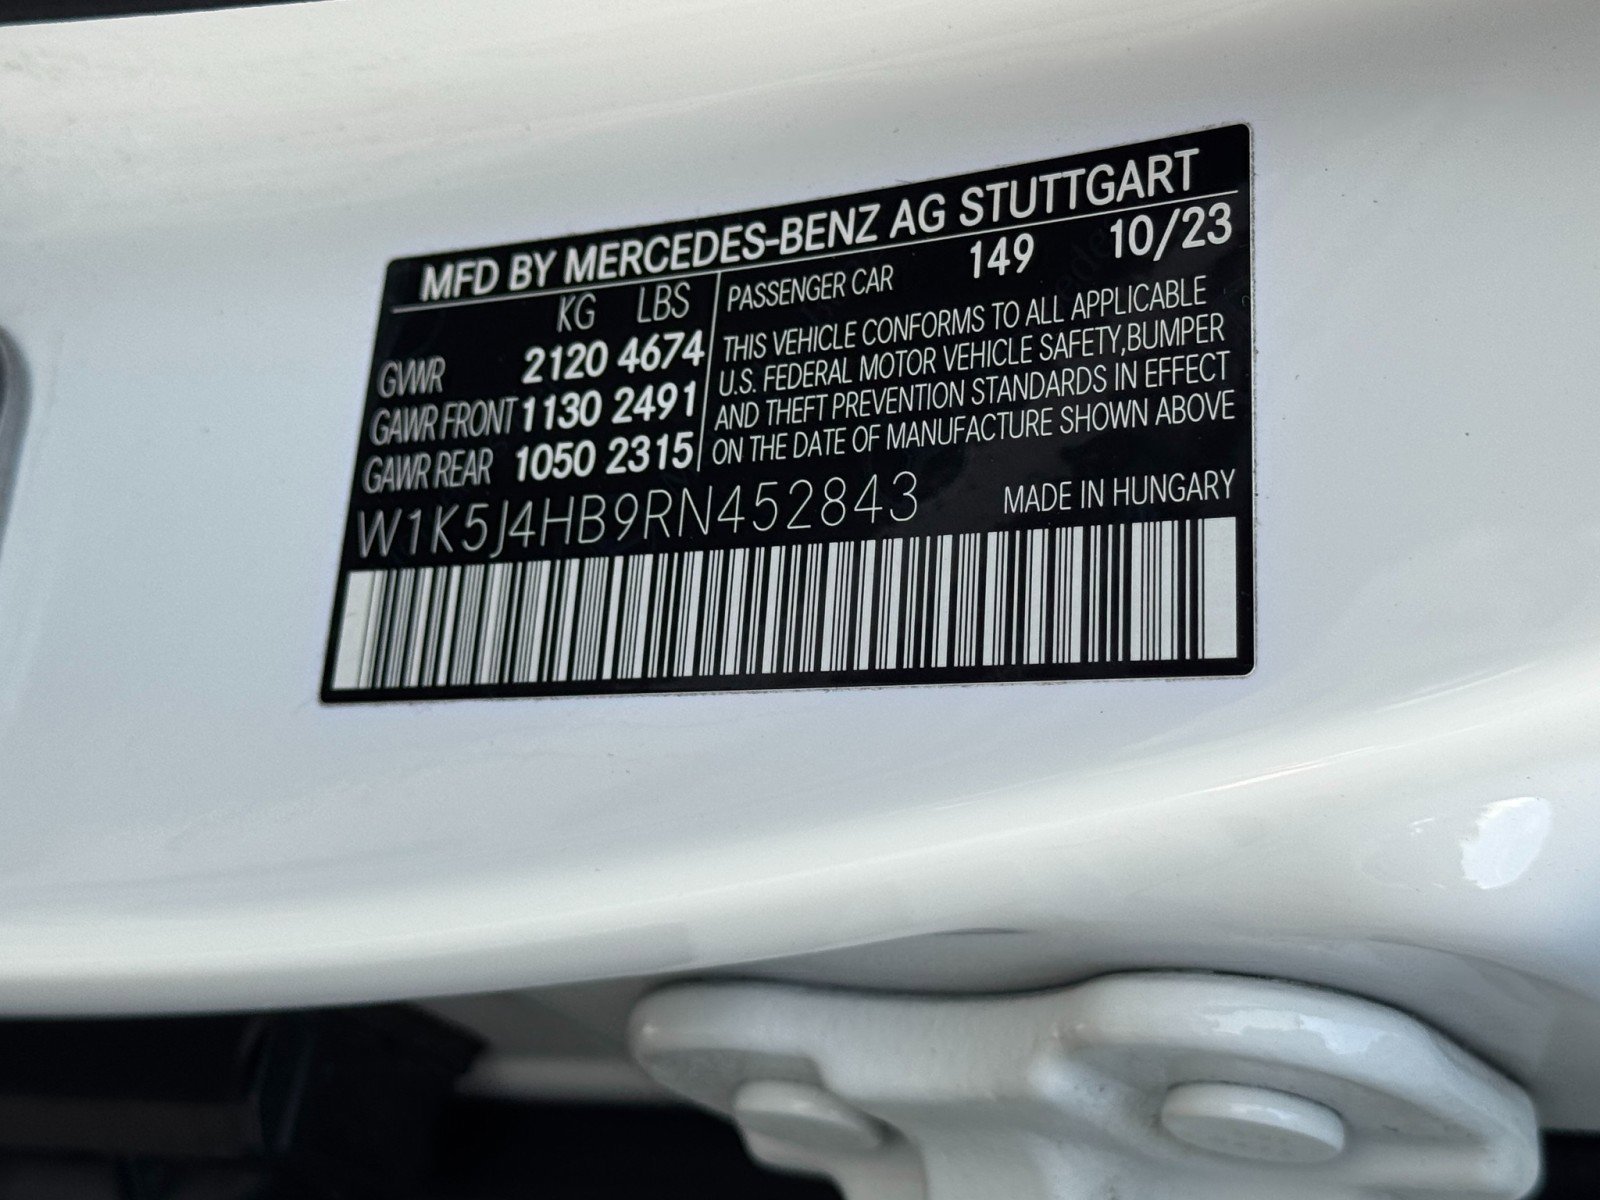 MFD BY MERCEDES-BENZ AG STUTTGART
KG LBS
GVWR 2120 4674
GAWR FRONT 1130 2491
GAWR REAR 1050 2315
PASSENGER CAR 149 10/23
THIS VEHICLE CONFORMS TO ALL APPLICABLE
U.S. FEDERAL MOTOR VEHICLE SAFETY,BUMPER
AND THEFT PREVENTION STANDARDS IN EFFECT
ON THE DATE OF MANUFACTURE SHOWN ABOVE
W1K5J4HB9RN452843
MADE IN HUNGARY